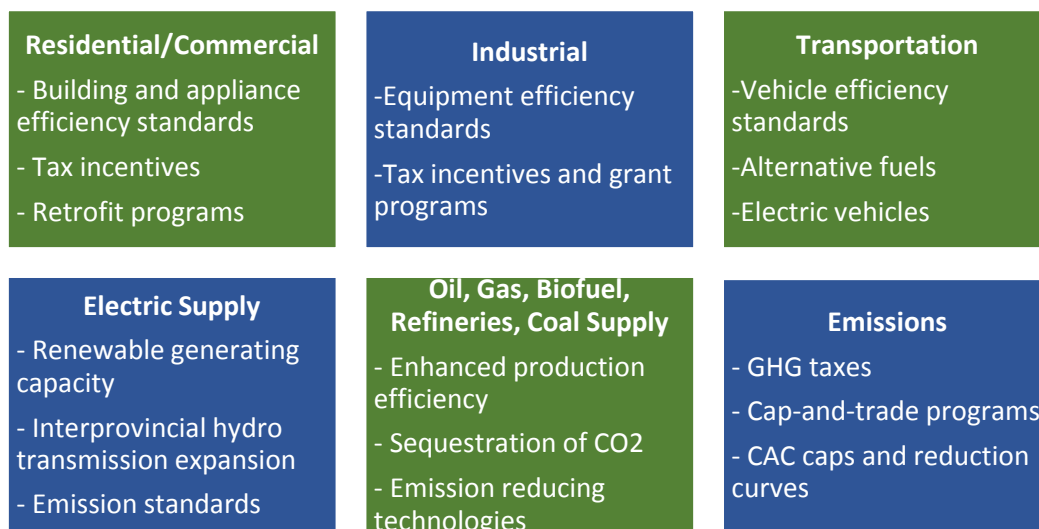 Residential/Commercial
- Building and appliance
efficiency standards
- Tax incentives
- Retrofit programs
Industrial
-Equipment efficiency
standards
-Tax incentives and grant
programs
Transportation
-Vehicle efficiency
standards
-Alternative fuels
-Electric vehicles
Electric Supply
- Renewable generating
capacity
- Interprovincial hydro
transmission expansion
- Emission standards
Oil, Gas, Biofuel,
Refineries, Coal Supply
- Enhanced production
efficiency
- Sequestration of CO2
- Emission reducing
technologies
Emissions
- GHG taxes
- Cap-and-trade programs
- CAC caps and reduction
curves